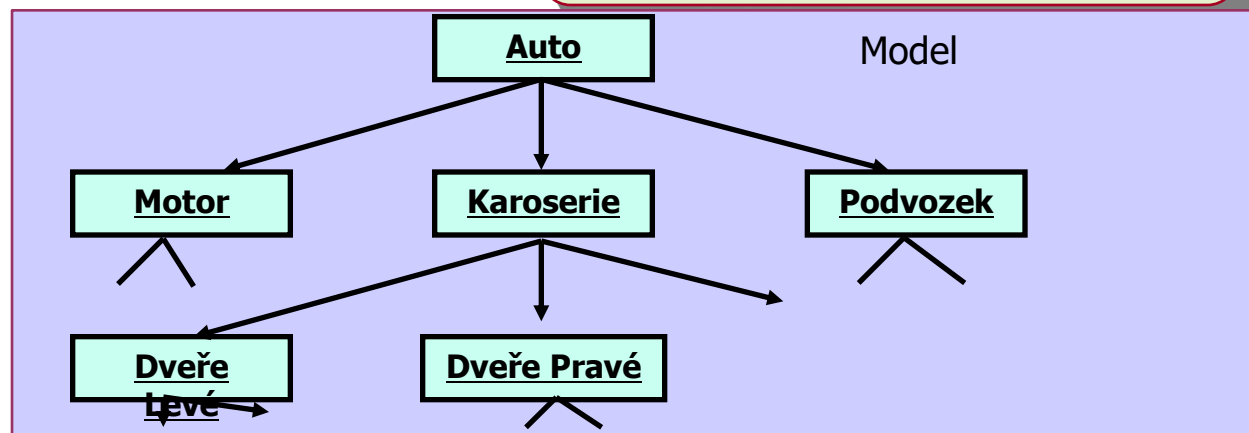 Auto
Model
Motor
Karoserie
Podvozek
Dveře
Levé
Dveře Pravé